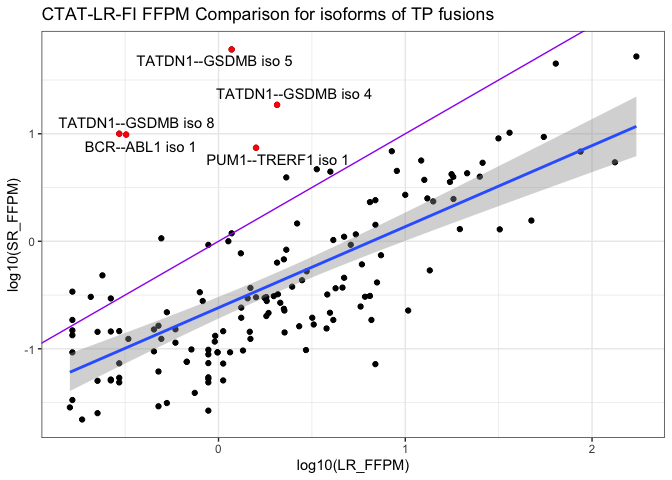 CTAT-LR-FI FFPM Comparison for isoforms of TP fusions
TATDN1--GSDMB iso 5
TATDN1--GSDMB iso 4
TATDN1--GSDMB iso 8
BCR--ABL1 iso 1
PUM1--TRERF1 iso 1
log10(SR_FFPM)
1
0
-1
0
1
2
log10(LR_FFPM)